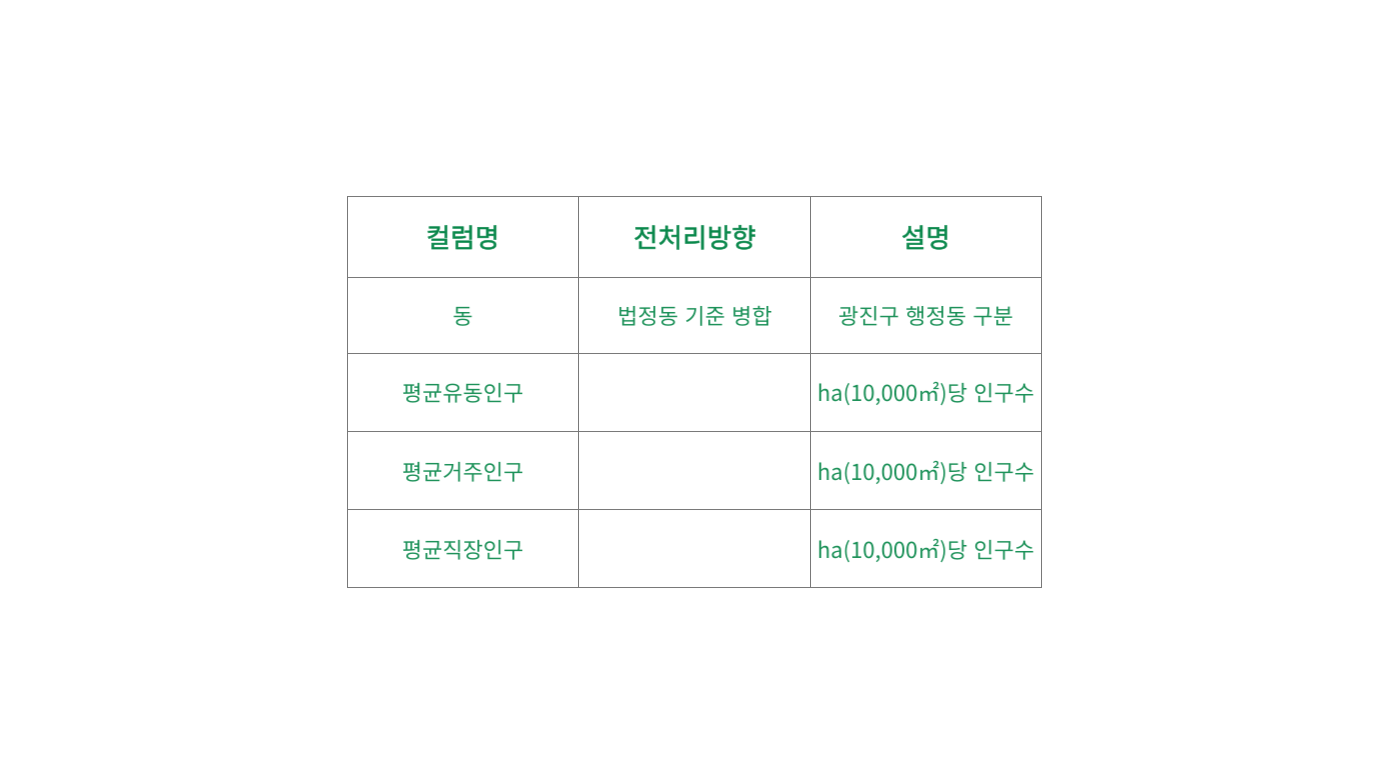 컬럼명 전처리방향 설명
동 법정동 기준 병합 광진구 행정동 구분
평균유동인구 ha(10,000㎡)당 인구수
평균거주인구 ha(10,000㎡)당 인구수
평균직장인구 ha(10,000㎡)당 인구수